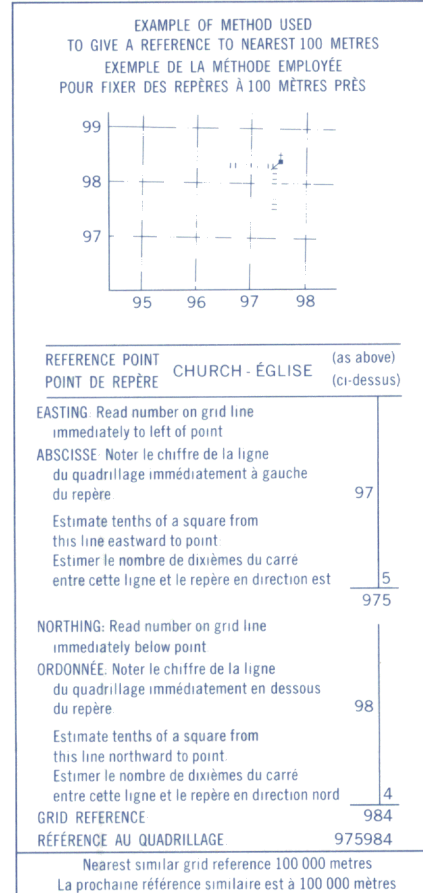 EXAMPLE OF METHOD USED
TO GIVE A REFERENCE TO NEAREST 100 METRES
EXEMPLE DE LA MÉTHODE EMPLOYÉE
POUR FIXER DES REPÈRES À 100 MÈTRES PRÈS
99
98
97
95 96 97 98
REFERENCE POINT
POINT DE REPÈRE
CHURCH - ÉGLISE
(as above)
(ci-dessus)
EASTING: Read number on grid line
immediately to left of point
ABSCISSE: Noter le chiffre de la ligne
du quadrillage immédiatement à gauche
du repère 97
Estimate tenths of a square from
this line eastward to point
Estimer le nombre de dixièmes du carré
entre cette ligne et le repère en direction est 5
975
NORTHING: Read number on grid line
immediately below point
ORDONNÉE. Noter le chiffre de la ligne
du quadrillage immédiatement en dessous
du repère 98
Estimate tenths of a square from
this line northward to point.
Estimer le nombre de dixièmes du carré
entre cette ligne et le repère en direction nord 4
GRID REFERENCE 984
RÉFÉRENCE AU QUADRILLAGE 975984
Nearest similar grid reference 100 000 metres
La prochaine référence similaire est à 100 000 mètres